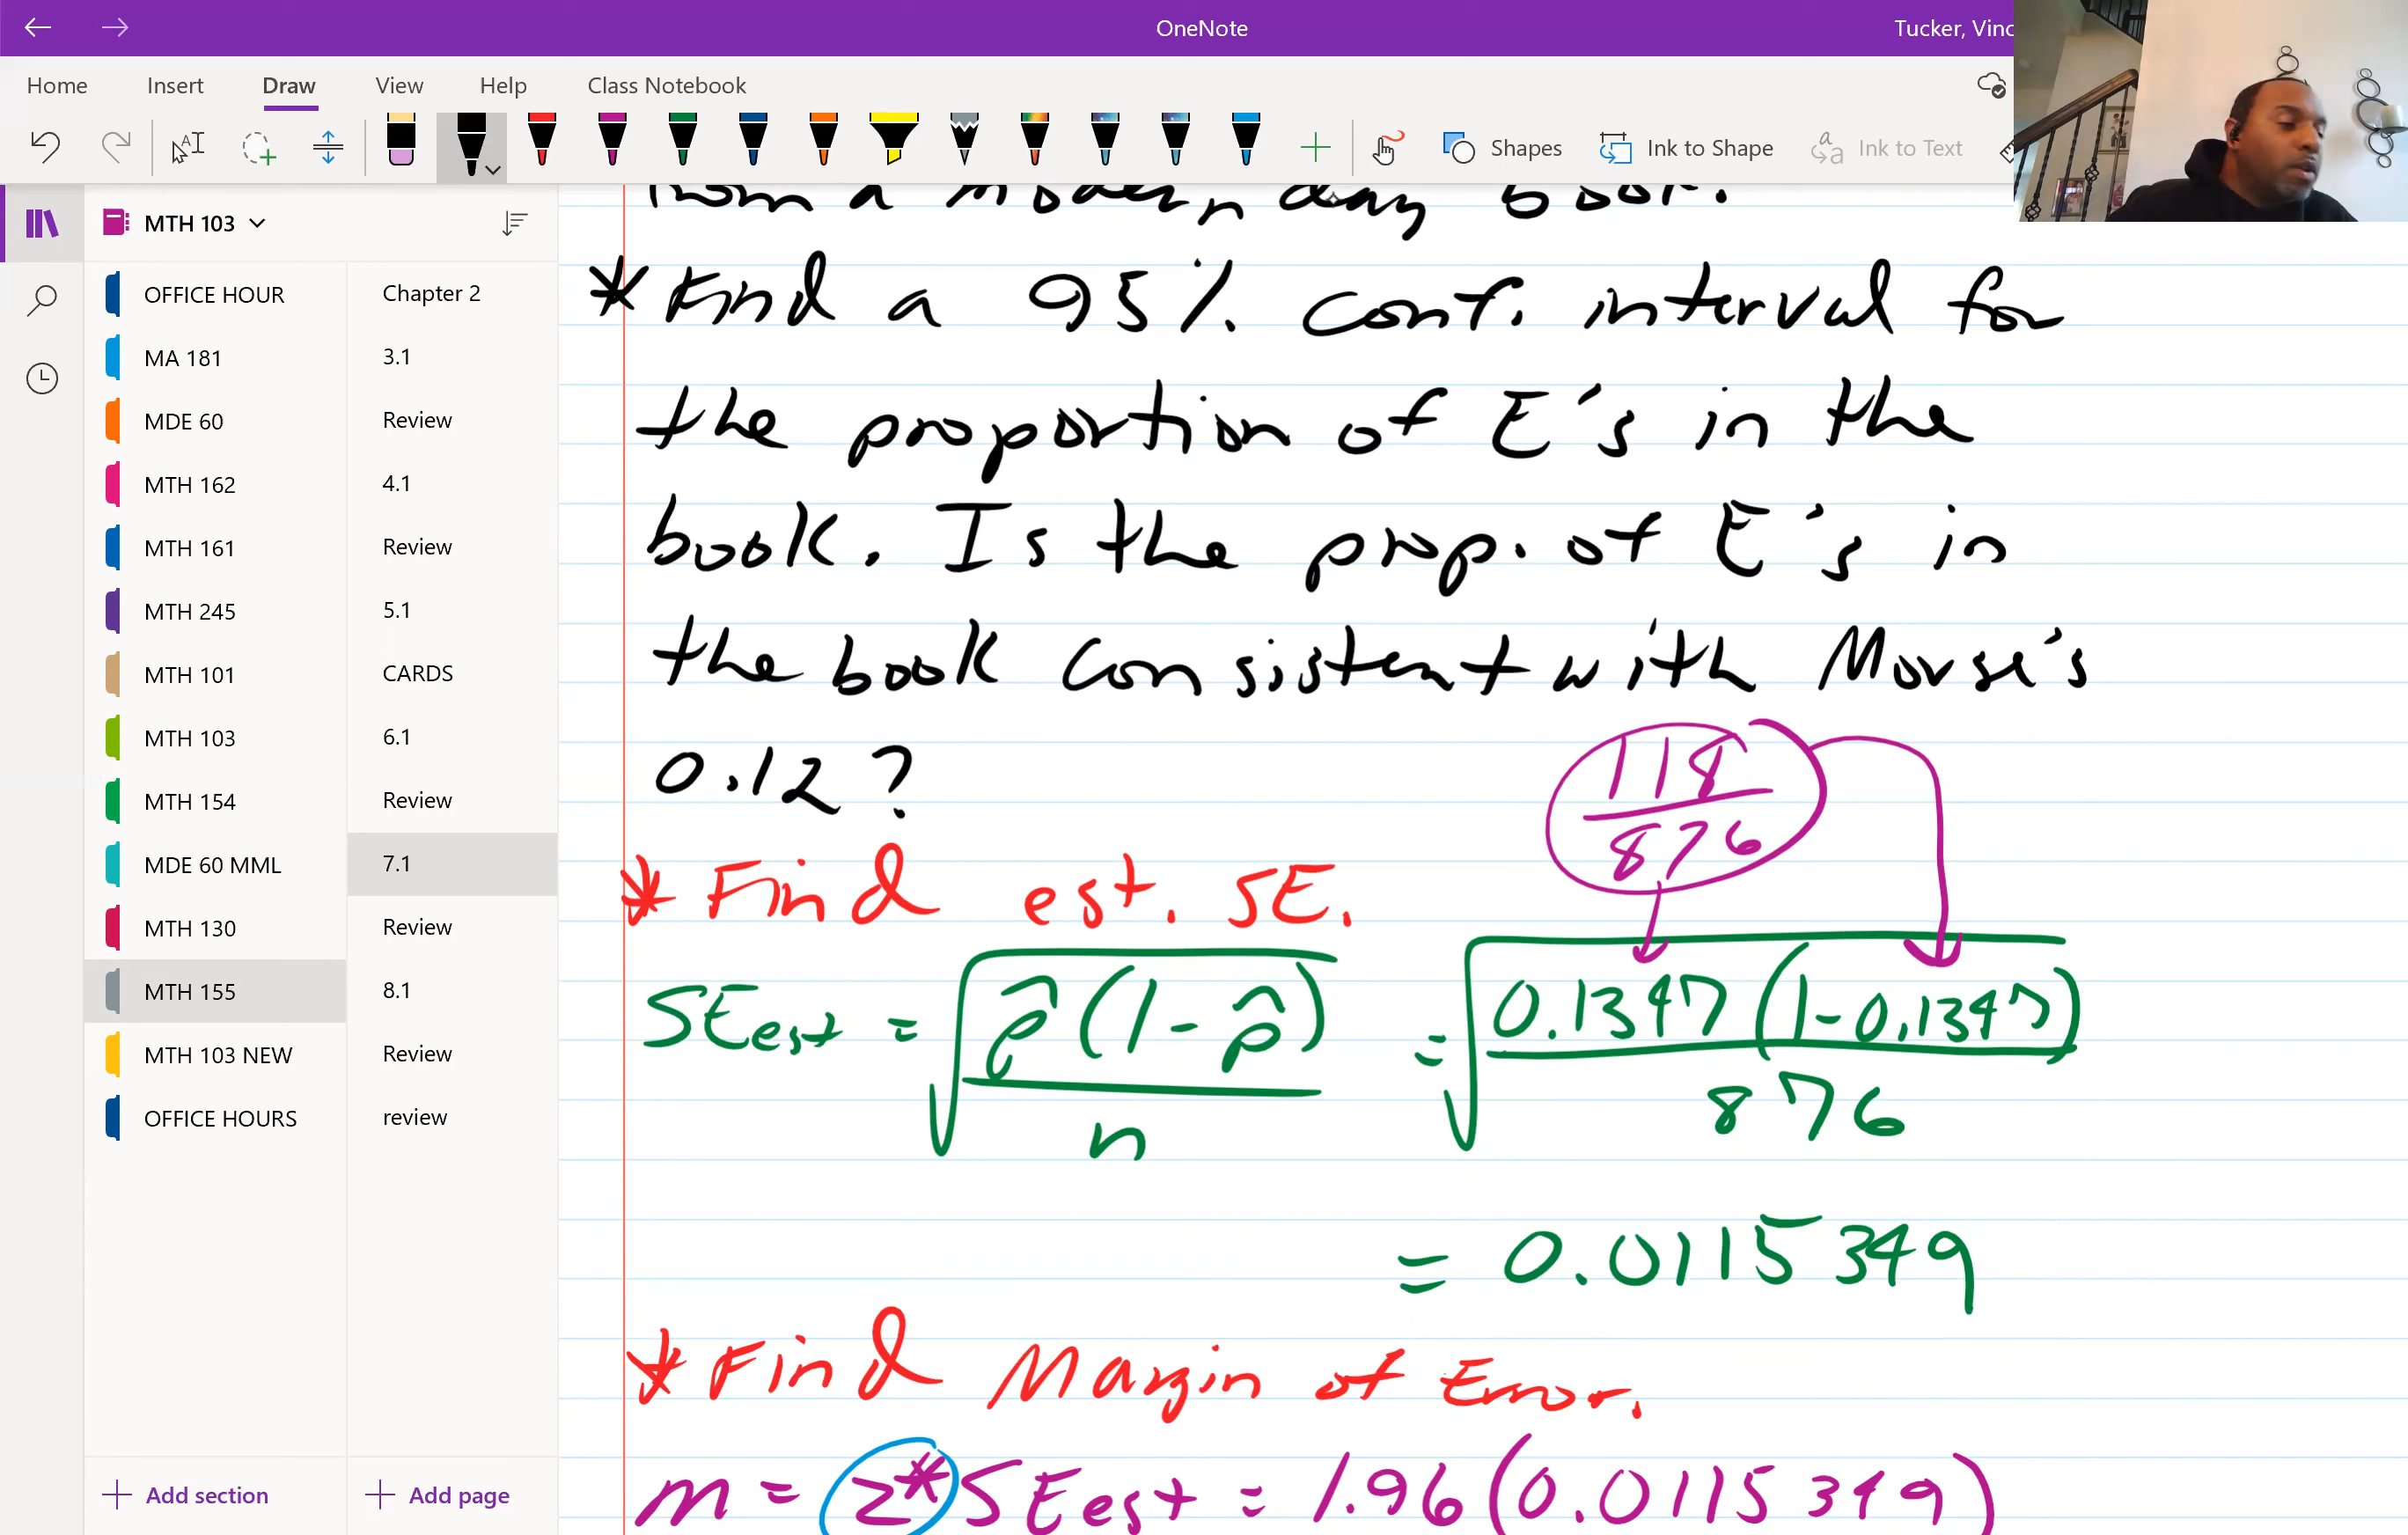 OneNote
Tucker, Vinc
Home Insert Draw View Help Class Notebook
Shapes Ink to Shape Ink to Text
MTH 103
OFFICE HOUR
MA 181
MDE 60
MTH 162
MTH 161
MTH 245
MTH 101
MTH 103
MTH 154
MDE 60 MML
MTH 130
MTH 155
MTH 103 NEW
OFFICE HOURS
Add section
Chapter 2
3.1
Review
4.1
Review
5.1
CARDS
6.1
Review
7.1
Review
8.1
Review
review
Add page
from a modern day book.
* Find a 95% conf. interval for
the proportion of E's in the
book. Is the prop. of E's in
the book consistent with Morse's
0.12?
118/876
* Find est. SE.
SEest = √(p̂(1-p̂)/n) = √(0.1347(1-0.1347)/876)
= 0.0115349
* Find Margin of Error.
m = z* SEest = 1.96(0.0115349)